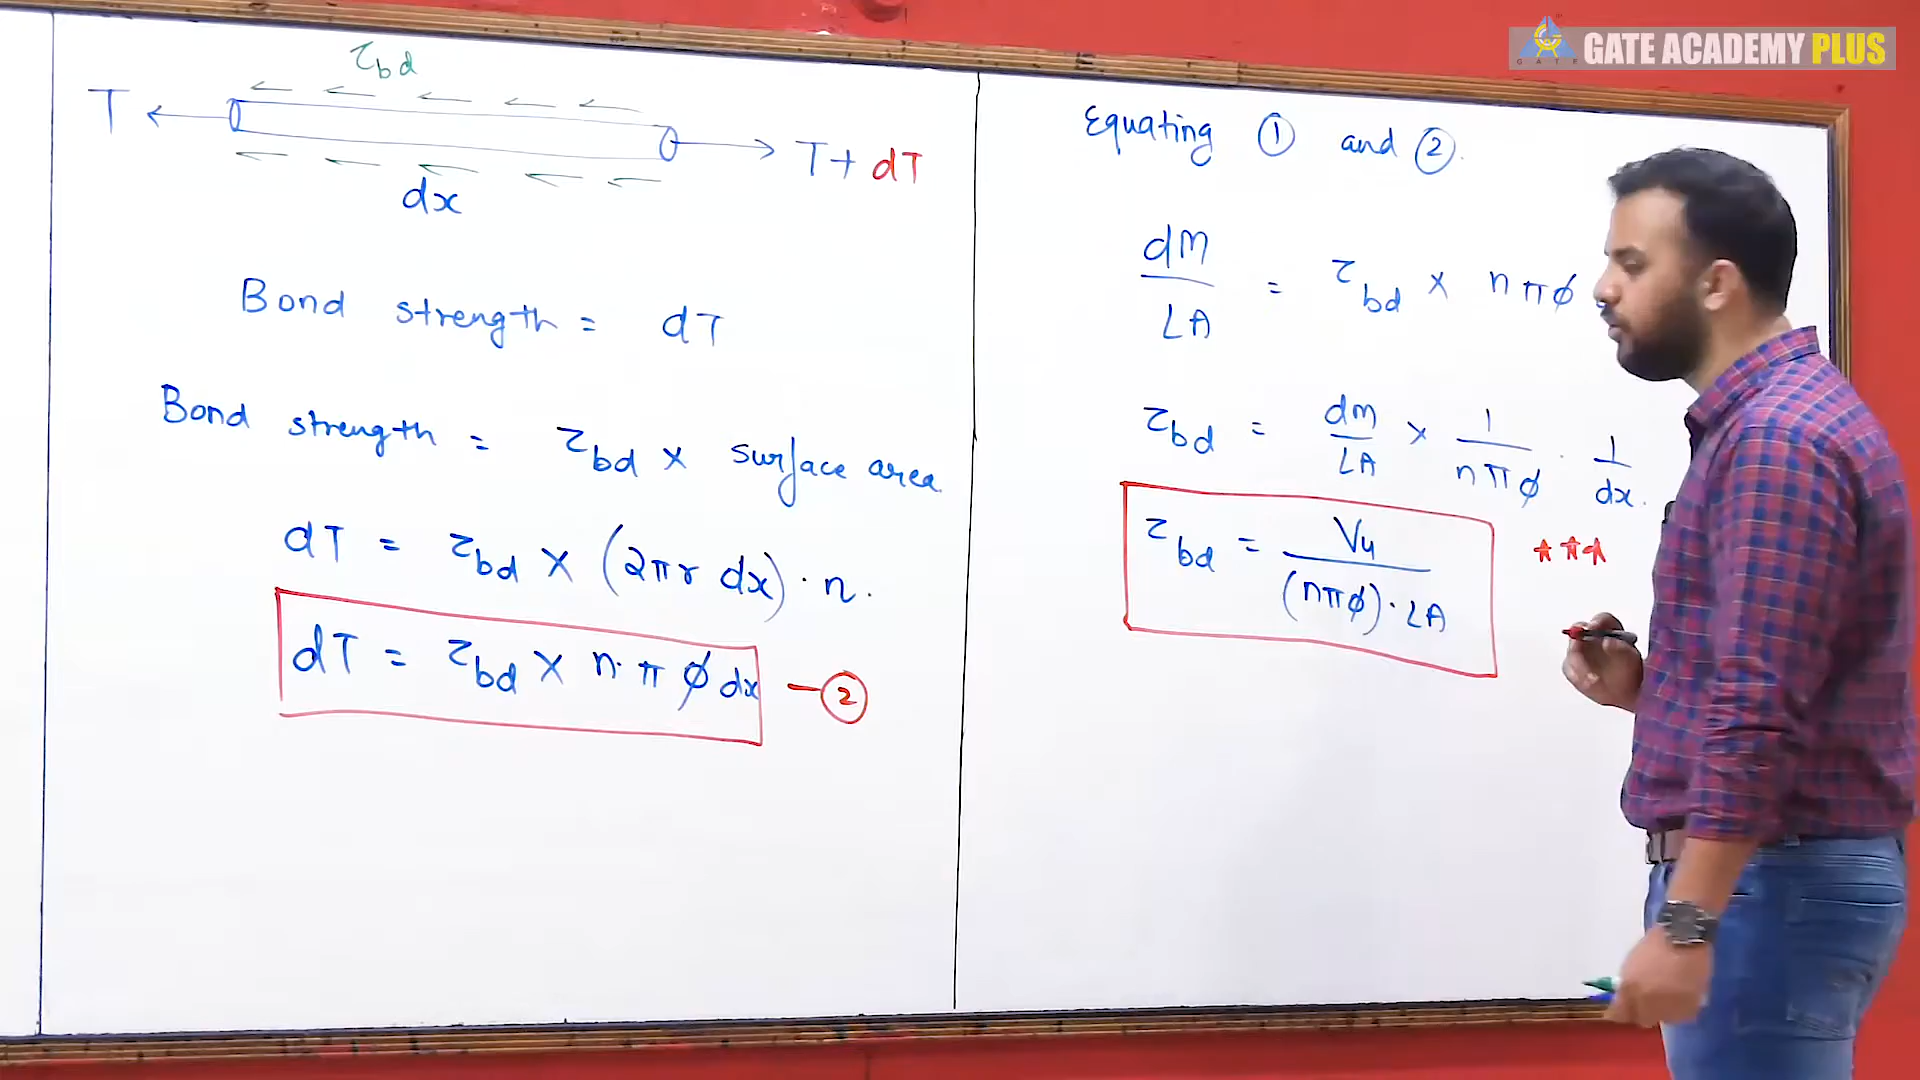 GATE ACADEMY PLUS
GATE
τbd
T
T + dT
dx
Bond strength = dT
Bond strength = τbd × surface area
dT = τbd × (2πr dx) · n.
dT = τbd × n · π ϕ dx — ②
Equating ① and ②.
dM / LA = τbd × n π ϕ
τbd = dM / LA × 1 / nπϕ · 1 / dx.
τbd = Vu / (nπϕ) · LA